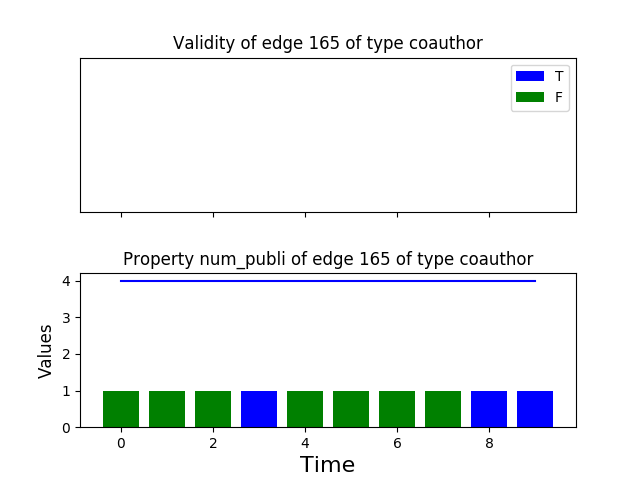 Validity of edge 165 of type coauthor
T
F
Property num_publi of edge 165 of type coauthor
4
3
2
1
0
Values
0 2 4 6 8
Time